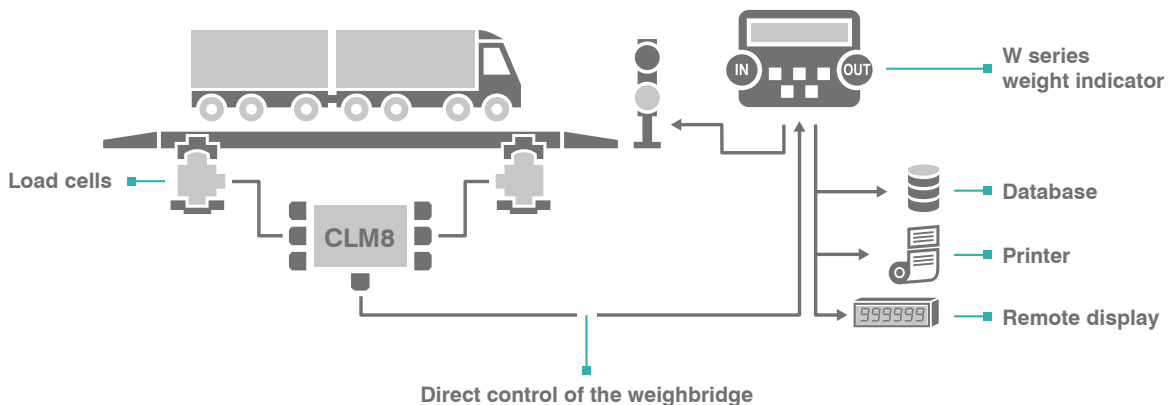 IN
OUT
W series
weight indicator
Load cells
CLM8
Database
Printer
999999
Remote display
Direct control of the weighbridge